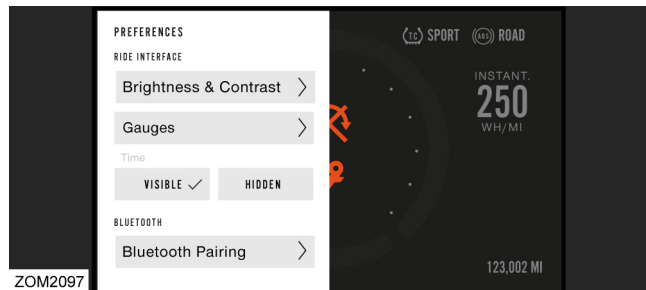 PREFERENCES
RIDE INTERFACE
Brightness & Contrast
Gauges
Time
VISIBLE
HIDDEN
BLUETOOTH
Bluetooth Pairing
TC SPORT
ABS ROAD
INSTANT.
250
WH/MI
123,002 MI
ZOM2097